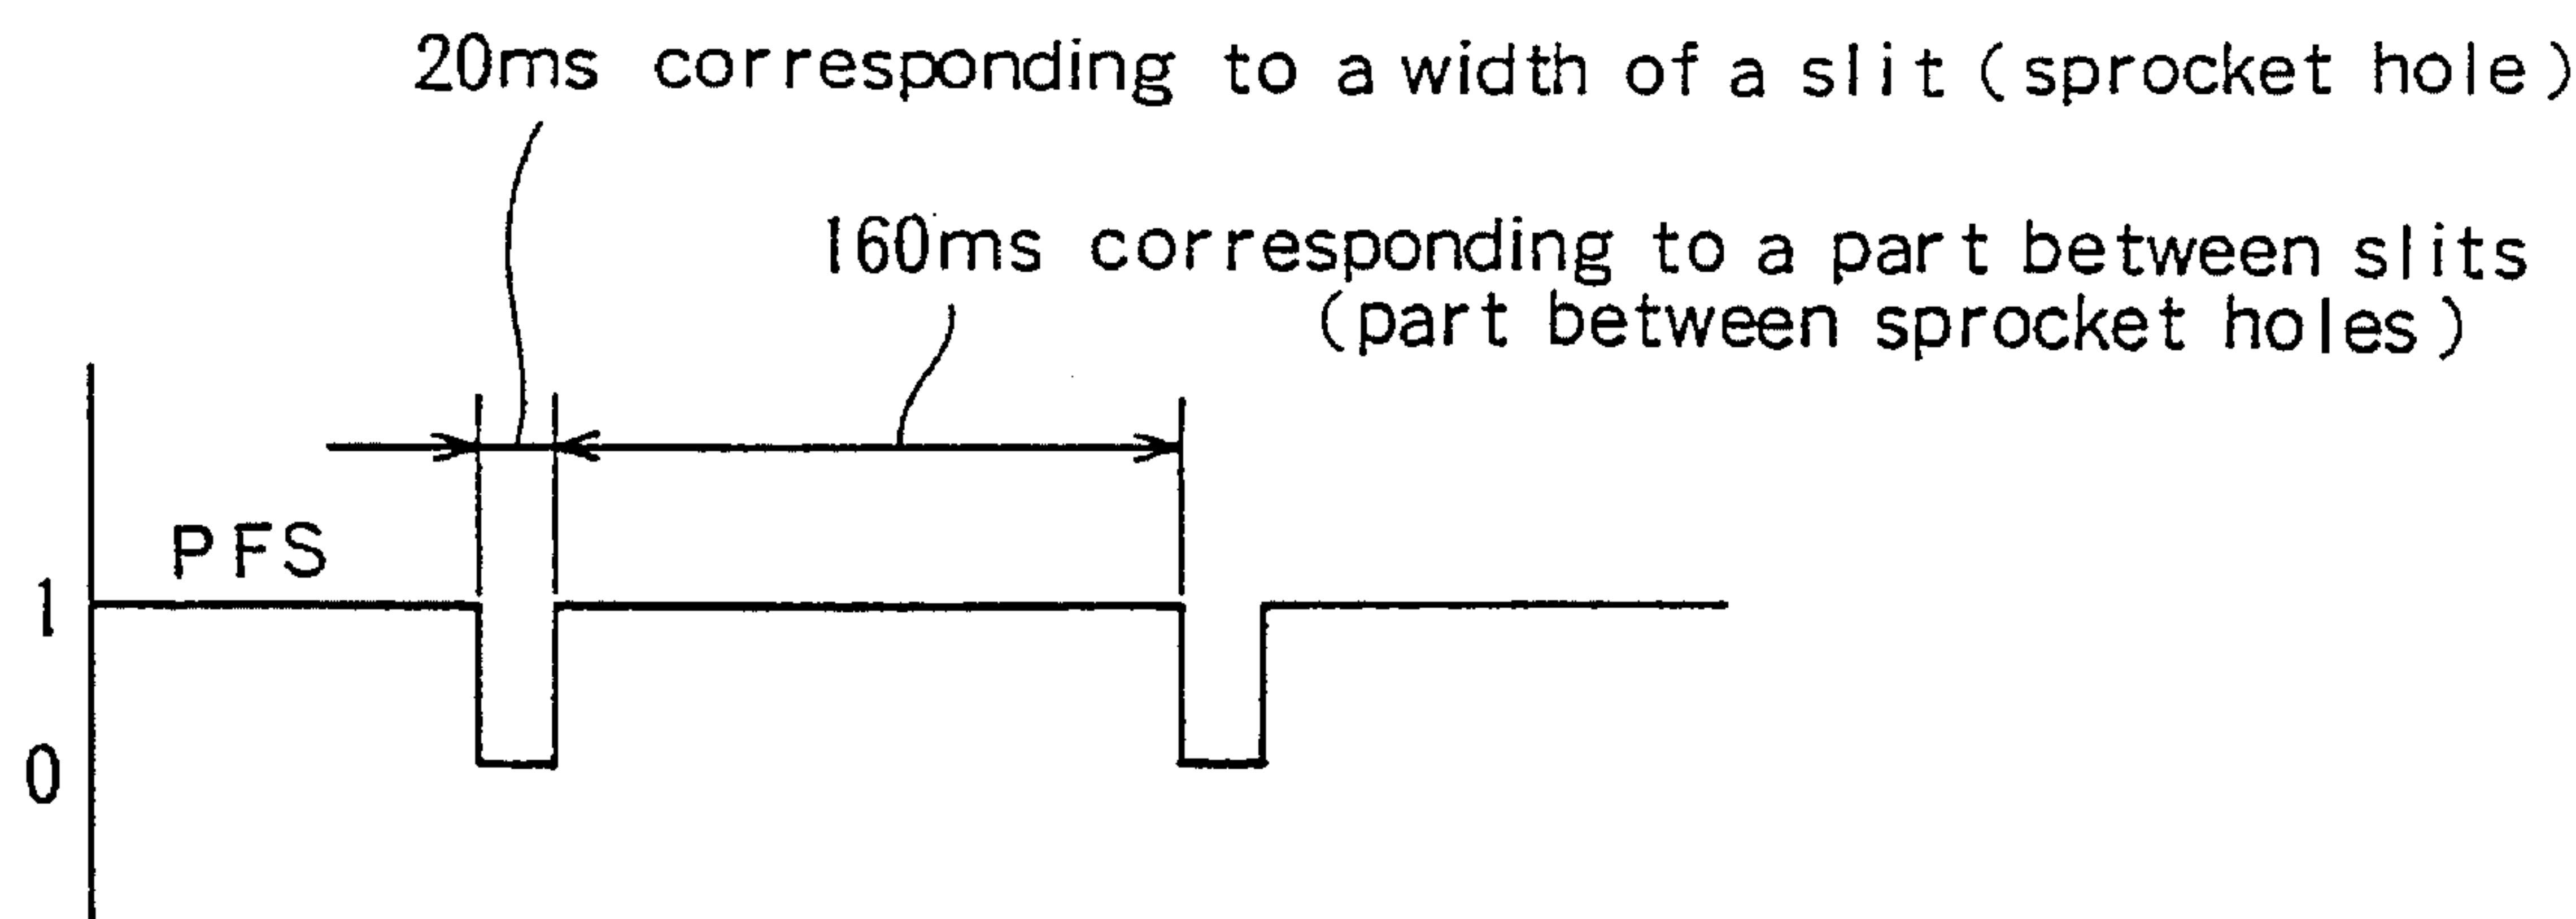 20ms corresponding to a width of a slit (sprocket hole)
160ms corresponding to a part between slits
(part between sprocket holes)
PFS
1
0